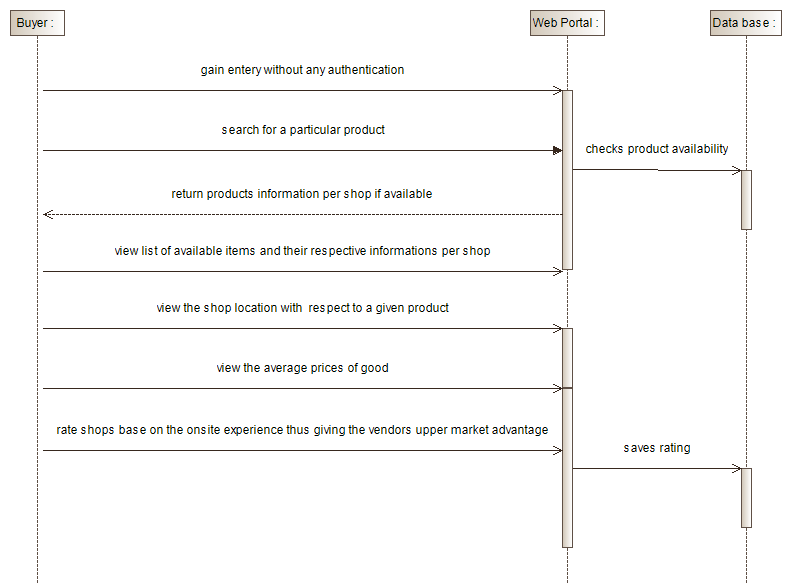 Buyer :
Web Portal :
Data base :
gain entery without any authentication
search for a particular product
checks product availability
return products information per shop if available
view list of available items and their respective informations per shop
view the shop location with respect to a given product
view the average prices of good
rate shops base on the onsite experience thus giving the vendors upper market advantage
saves rating